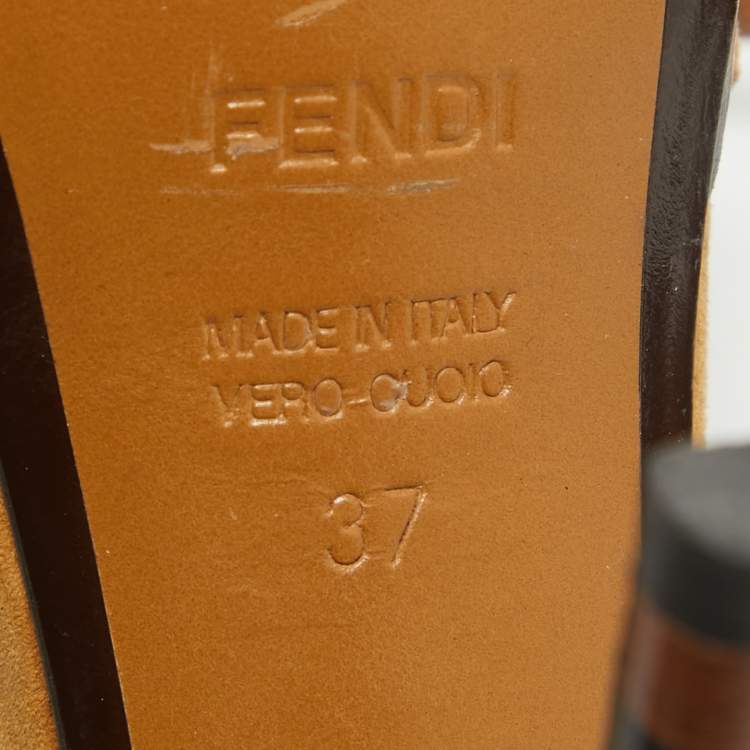 FENDI
MADE IN ITALY
VERO-CUOIO
37